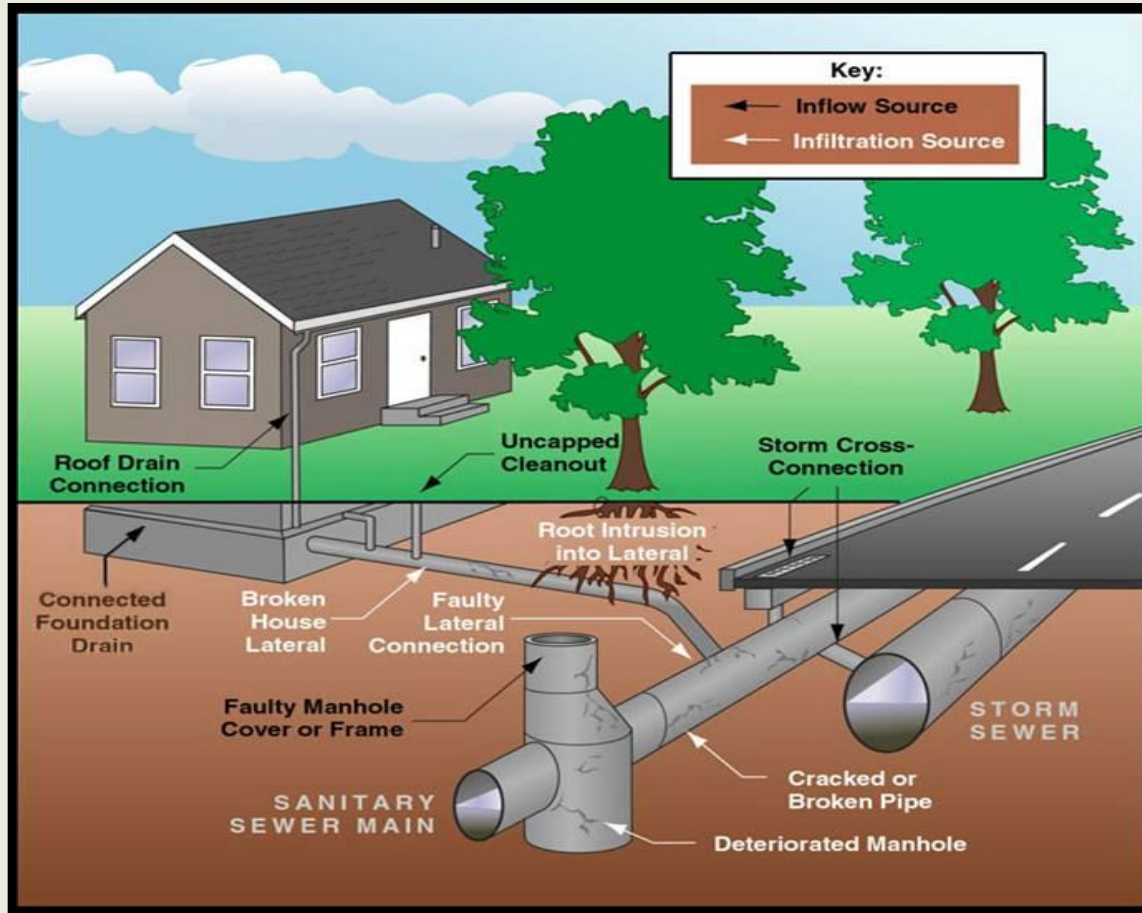 Key:
Inflow Source
Infiltration Source
Roof Drain
Connection
Uncapped
Cleanout
Storm Cross-
Connection
Root Intrusion
into Lateral
Connected
Foundation
Drain
Broken
House
Lateral
Faulty
Lateral
Connection
Faulty Manhole
Cover or Frame
STORM
SEWER
SANITARY
SEWER MAIN
Cracked or
Broken Pipe
Deteriorated Manhole